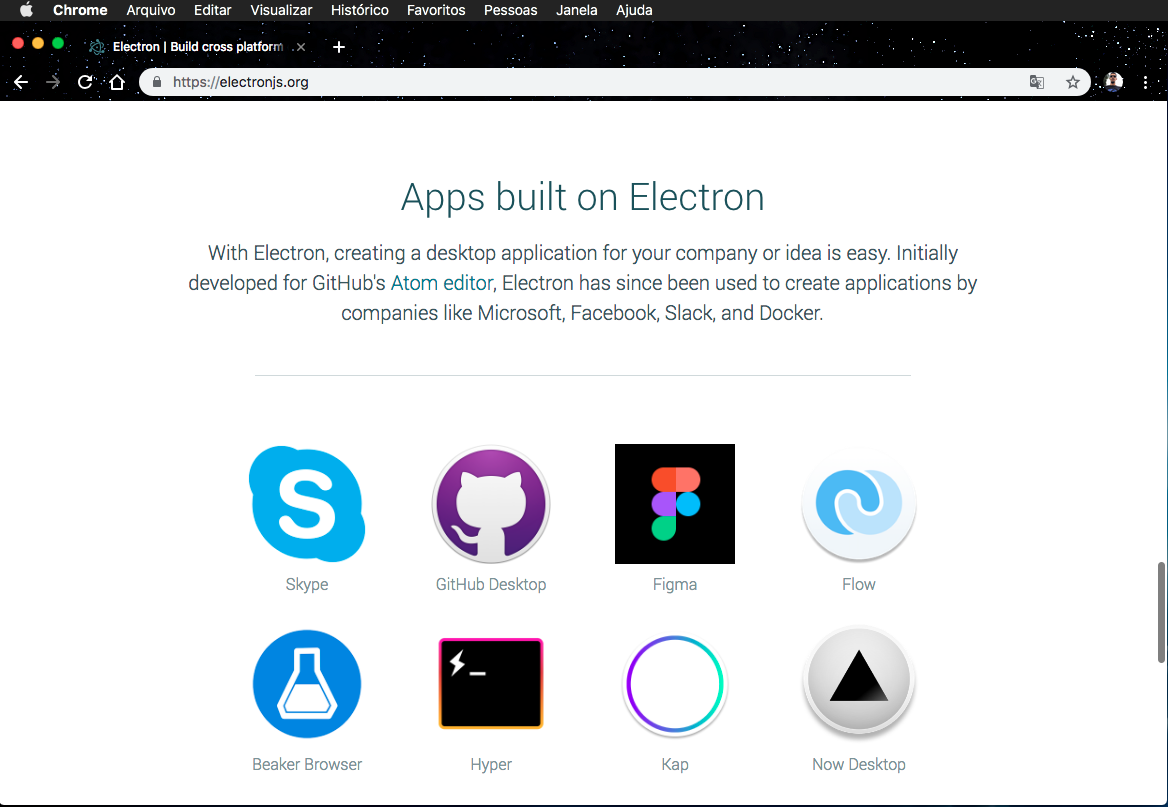 Chrome Arquivo Editar Visualizar Histórico Favoritos Pessoas Janela Ajuda
Electron | Build cross platform
https://electronjs.org
Apps built on Electron
With Electron, creating a desktop application for your company or idea is easy. Initially
developed for GitHub's Atom editor, Electron has since been used to create applications by
companies like Microsoft, Facebook, Slack, and Docker.
Skype GitHub Desktop Figma Flow
Beaker Browser Hyper Kap Now Desktop